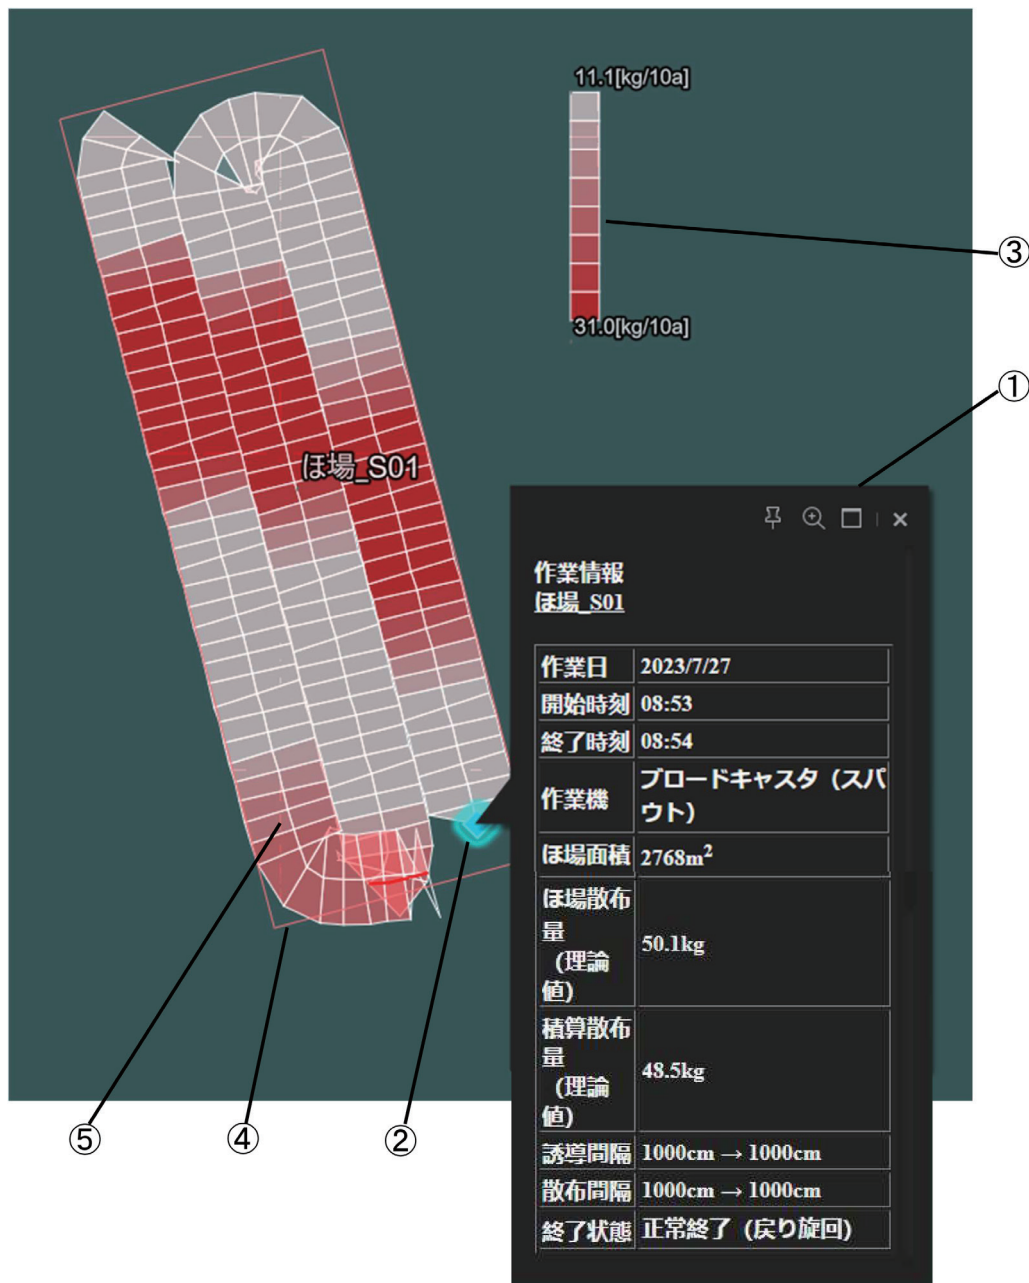 11.1[kg/10a]
③
31.0[kg/10a]
①
ほ場_S01
作業情報
ほ場_S01
作業日 2023/7/27
開始時刻 08:53
終了時刻 08:54
作業機 ブロードキャスタ（スパ
ウト）
ほ場面積 2768m²
ほ場散布
量
（理論
値）
50.1kg
積算散布
量
（理論
値）
48.5kg
誘導間隔 1000cm → 1000cm
散布間隔 1000cm → 1000cm
終了状態 正常終了（戻り旋回）
⑤
④
②